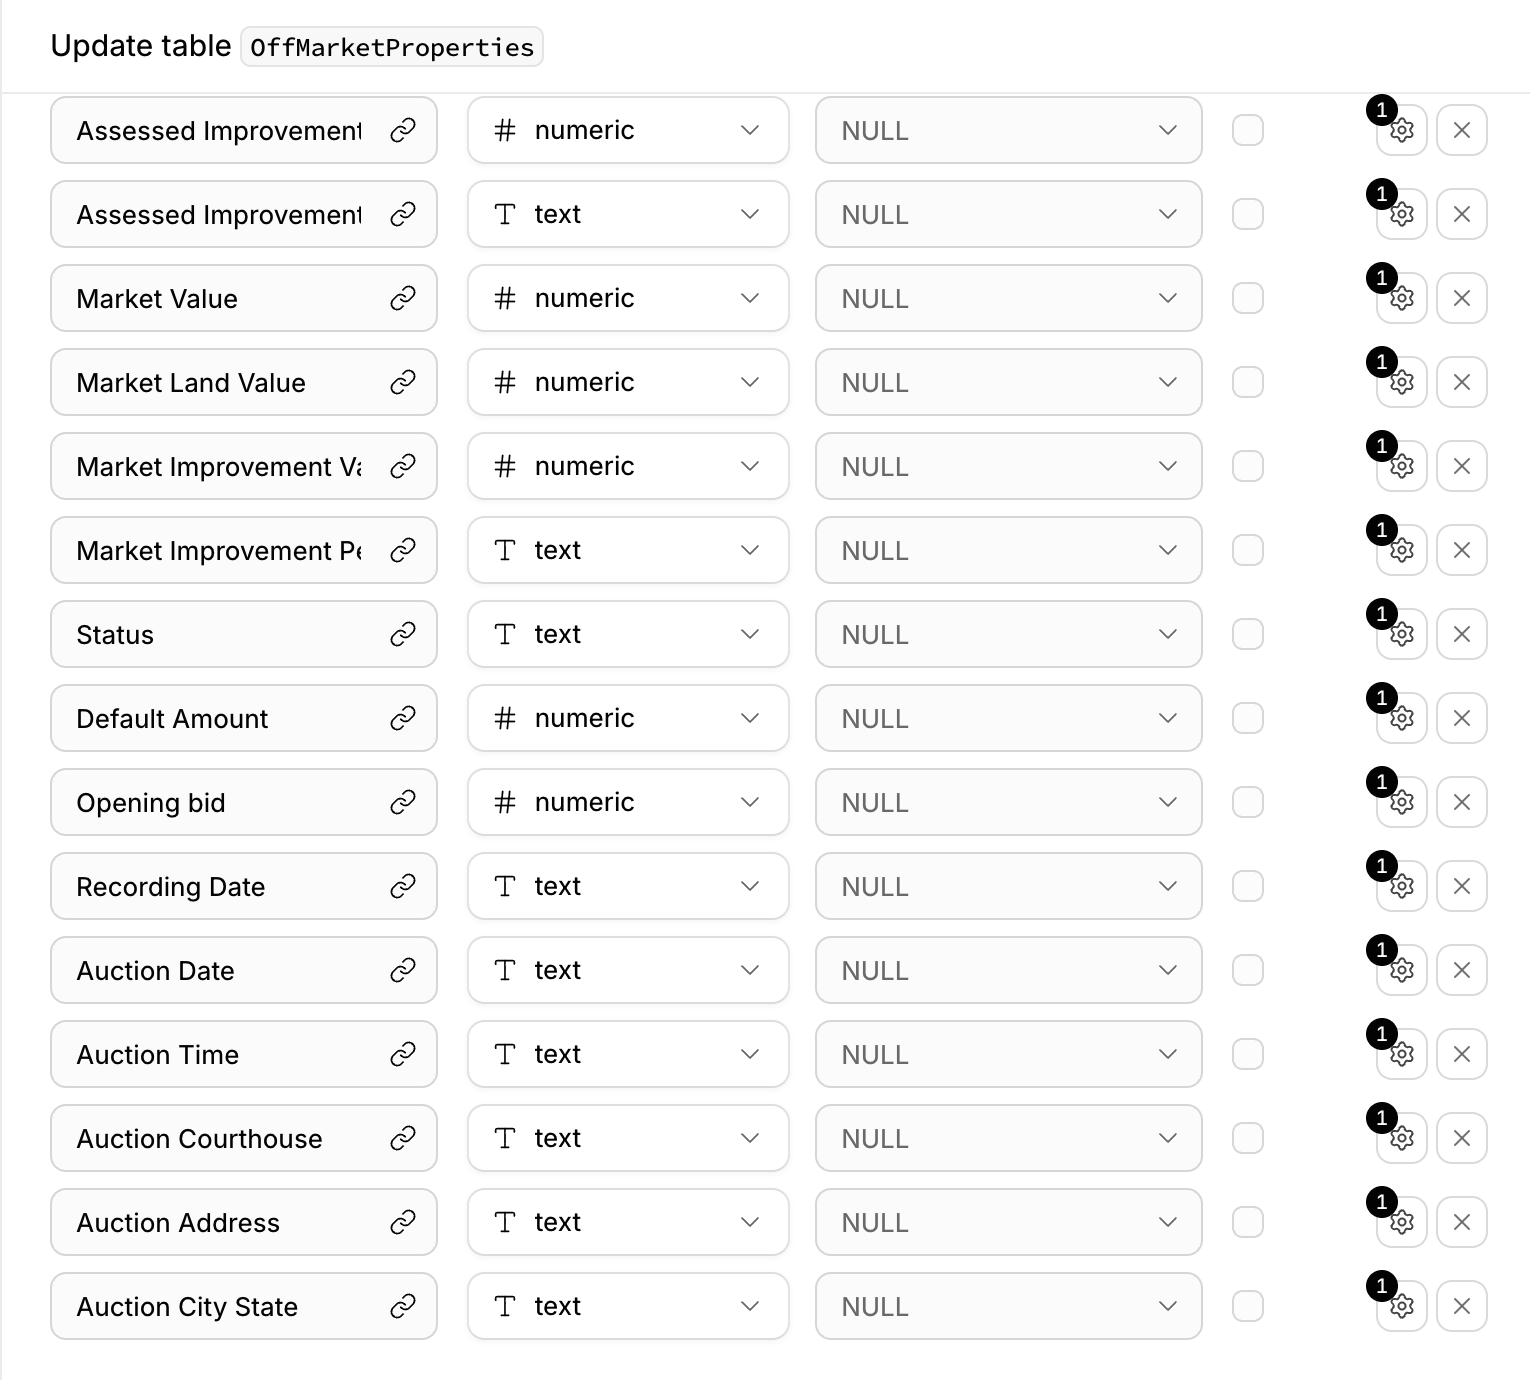 Update table OffMarketProperties
Assessed Improvement numeric NULL 1
Assessed Improvement text NULL 1
Market Value numeric NULL 1
Market Land Value numeric NULL 1
Market Improvement Va numeric NULL 1
Market Improvement Pe text NULL 1
Status text NULL 1
Default Amount numeric NULL 1
Opening bid numeric NULL 1
Recording Date text NULL 1
Auction Date text NULL 1
Auction Time text NULL 1
Auction Courthouse text NULL 1
Auction Address text NULL 1
Auction City State text NULL 1